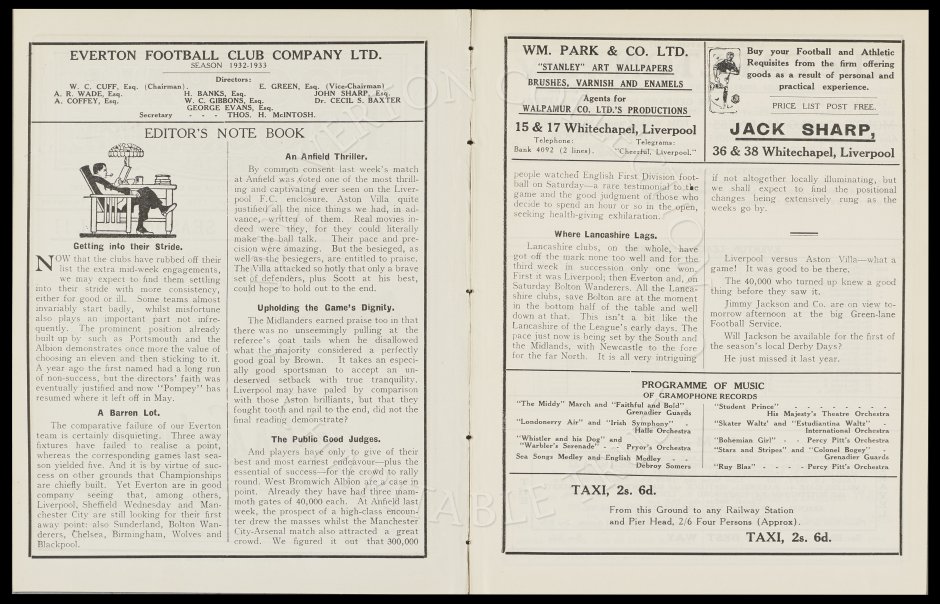 EVERTON FOOTBALL CLUB COMPANY LTD.
SEASON 1932-1933
Directors:
W. C. CUFF, Esq. (Chairman). E. GREEN, Esq. (Vice-Chairman)
A. R. WADE, Esq. H. BANKS, Esq. JOHN SHARP, Esq.
A. COFFEY, Esq. W. C. GIBBONS, Esq. Dr. CECIL S. BAXTER
GEORGE EVANS, Esq.
Secretary - - - THOS. H. McINTOSH.
EDITOR'S NOTE BOOK
Getting into their Stride.
NOW that the clubs have rubbed off their
list the extra mid-week engagements,
we may expect to find them settling
into their stride with more consistency,
either for good or ill. Some teams almost
invariably start badly, whilst misfortune
also plays an important part not infre-
quently. The prominent position already
built up by such as Portsmouth and the
Albion demonstrates once more the value of
choosing an eleven and then sticking to it.
A year ago the first named had a long run
of non-success, but the directors' faith was
eventually justified and now "Pompey" has
resumed where it left off in May.
A Barren Lot.
The comparative failure of our Everton
team is certainly disquieting. Three away
fixtures have failed to realise a point,
whereas the corresponding games last sea-
son yielded five. And it is by virtue of suc-
cess on other grounds that Championships
are chiefly built. Yet Everton are in good
company seeing that, among others,
Liverpool, Sheffield Wednesday and Man-
chester City are still looking for their first
away point: also Sunderland, Bolton Wan-
derers, Chelsea, Birmingham, Wolves and
Blackpool.
An Anfield Thriller.
By common consent last week's match
at Anfield was voted one of the most thrill-
ing and captivating ever seen on the Liver-
pool F.C. enclosure. Aston Villa quite
justified all the nice things we had, in ad-
vance, written of them. Real movies in-
deed were they, for they could literally
make the ball talk. Their pace and pre-
cision were amazing. But the besieged, as
well as the besiegers, are entitled to praise.
The Villa attacked so hotly that only a brave
set of defenders, plus Scott at his best,
could hope to hold out to the end.
Upholding the Game's Dignity.
The Midlanders earned praise too in that
there was no unseemingly pulling at the
referee's coat tails when he disallowed
what the majority considered a perfectly
good goal by Brown. It takes an especi-
ally good sportsman to accept an un-
deserved setback with true tranquility.
Liverpool may have paled by comparison
with those Aston brilliants, but that they
fought tooth and nail to the end, did not the
final reading demonstrate?
The Public Good Judges.
And players have only to give of their
best and most earnest endeavour—plus the
essential of success—for the crowd to rally
round. West Bromwich Albion are a case in
point. Already they have had three mam-
moth gates of 40,000 each. At Anfield last
week, the prospect of a high-class encoun-
ter drew the masses whilst the Manchester
City-Arsenal match also attracted a great
crowd. We figured it out that 300,000
WM. PARK & CO. LTD.
"STANLEY" ART WALLPAPERS
BRUSHES, VARNISH AND ENAMELS
Agents for
WALPAMUR CO. LTD.'S PRODUCTIONS
15 & 17 Whitechapel, Liverpool
Telephone: Telegrams:
Bank 4092 (2 lines). "Cheerful, Liverpool."
Buy your Football and Athletic
Requisites from the firm offering
goods as a result of personal and
practical experience.
PRICE LIST POST FREE.
JACK SHARP,
36 & 38 Whitechapel, Liverpool
people watched English First Division foot-
ball on Saturday—a rare testimonial to the
game and the good judgment of those who
decide to spend an hour or so in the open,
seeking health-giving exhilaration.
Where Lancashire Lags.
Lancashire clubs, on the whole, have
got off the mark none too well and for the
third week in succession only one won.
First it was Liverpool; then Everton and, on
Saturday Bolton Wanderers. All the Lanca-
shire clubs, save Bolton are at the moment
in the bottom half of the table and well
down at that. This isn't a bit like the
Lancashire of the League's early days. The
pace just now is being set by the South and
the Midlands, with Newcastle to the fore
for the far North. It is all very intriguing
if not altogether locally illuminating, but
we shall expect to find the positional
changes being extensively rung as the
weeks go by.
Liverpool versus Aston Villa—what a
game! It was good to be there.
The 40,000 who turned up knew a good
thing before they saw it.
Jimmy Jackson and Co. are on view to-
morrow afternoon at the big Green-lane
Football Service.
Will Jackson be available for the first of
the season's local Derby Days?
He just missed it last year.
PROGRAMME OF MUSIC
OF GRAMOPHONE RECORDS
"The Middy" March and "Faithful and Bold"
Grenadier Guards
"Londonerry Air" and "Irish Symphony" -
Halle Orchestra
"Whistler and his Dog" and
"Warbler's Serenade" - - Pryor's Orchestra
Sea Songs Medley and English Medley - -
Debroy Somers
"Student Prince" - - - - - - - -
His Majesty's Theatre Orchestra
"Skater Waltz' and "Estudiantina Waltz" -
International Orchestra
"Bohemian Girl" - - Percy Pitt's Orchestra
"Stars and Stripes" and "Colonel Bogey" -
Grenadier Guards
"Ruy Blas" - - - - Percy Pitt's Orchestra
TAXI, 2s. 6d.
From this Ground to any Railway Station
and Pier Head, 2/6 Four Persons (Approx).
TAXI, 2s. 6d.